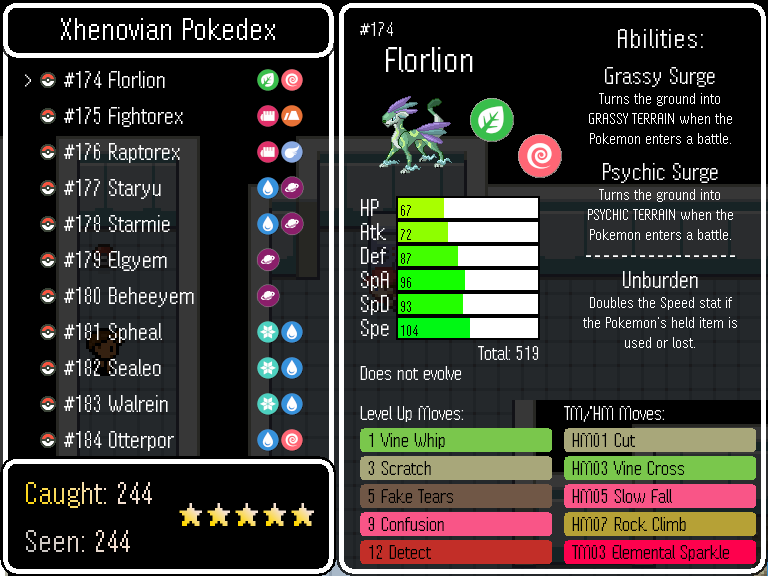 Xhenovian Pokedex
#174 Florlion
#175 Fightorex
#176 Raptorex
#177 Staryu
#178 Starmie
#179 Elgyem
#180 Beheeyem
#181 Spheal
#182 Sealeo
#183 Walrein
#184 Otterpor
Caught: 244
Seen: 244
#174
Florlion
HP 67
Atk 72
Def 87
SpA 96
SpD 93
Spe 104
Total: 519
Does not evolve
Abilities:
Grassy Surge
Turns the ground into
GRASSY TERRAIN when the
Pokemon enters a battle.
Psychic Surge
Turns the ground into
PSYCHIC TERRAIN when the
Pokemon enters a battle.
Unburden
Doubles the Speed stat if
the Pokemon's held item is
used or lost.
Level Up Moves:
1 Vine Whip
3 Scratch
5 Fake Tears
9 Confusion
12 Detect
TM/HM Moves:
HM01 Cut
HM03 Vine Cross
HM05 Slow Fall
HM07 Rock Climb
TM03 Elemental Sparkle